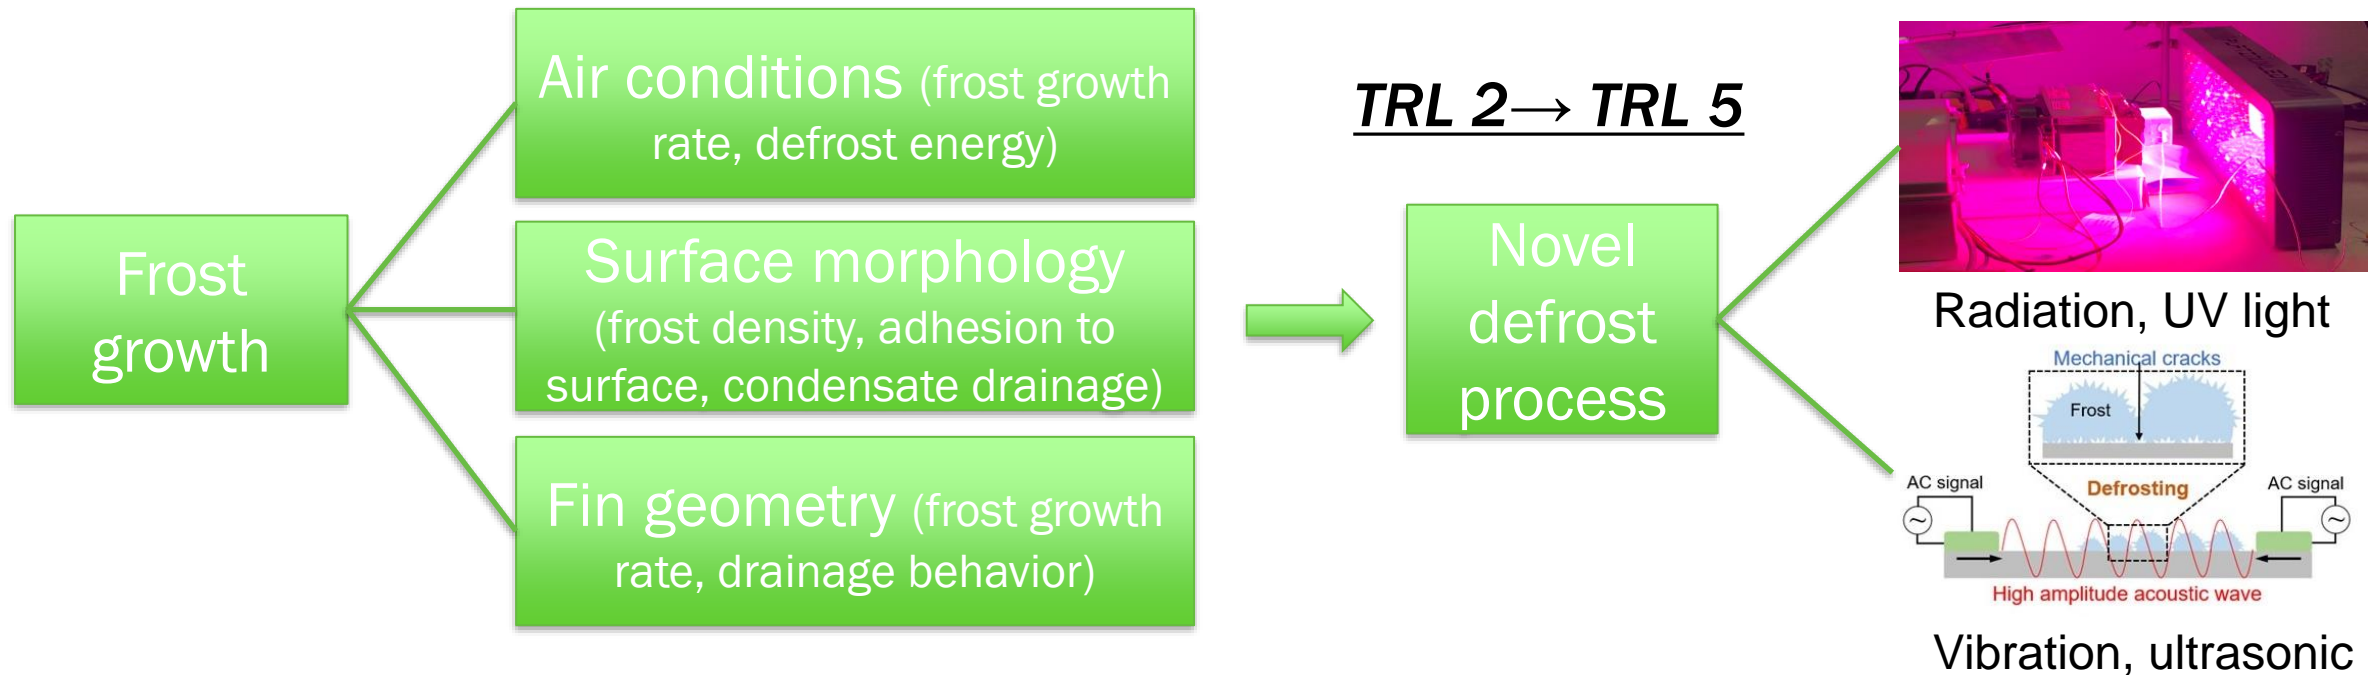 Frost
growth
Air conditions (frost growth
rate, defrost energy)
Surface morphology
(frost density, adhesion to
surface, condensate drainage)
Fin geometry (frost growth
rate, drainage behavior)
TRL 2→ TRL 5
Novel
defrost
process
Radiation, UV light
Mechanical cracks
Frost
AC signal
Defrosting
AC signal
High amplitude acoustic wave
Vibration, ultrasonic